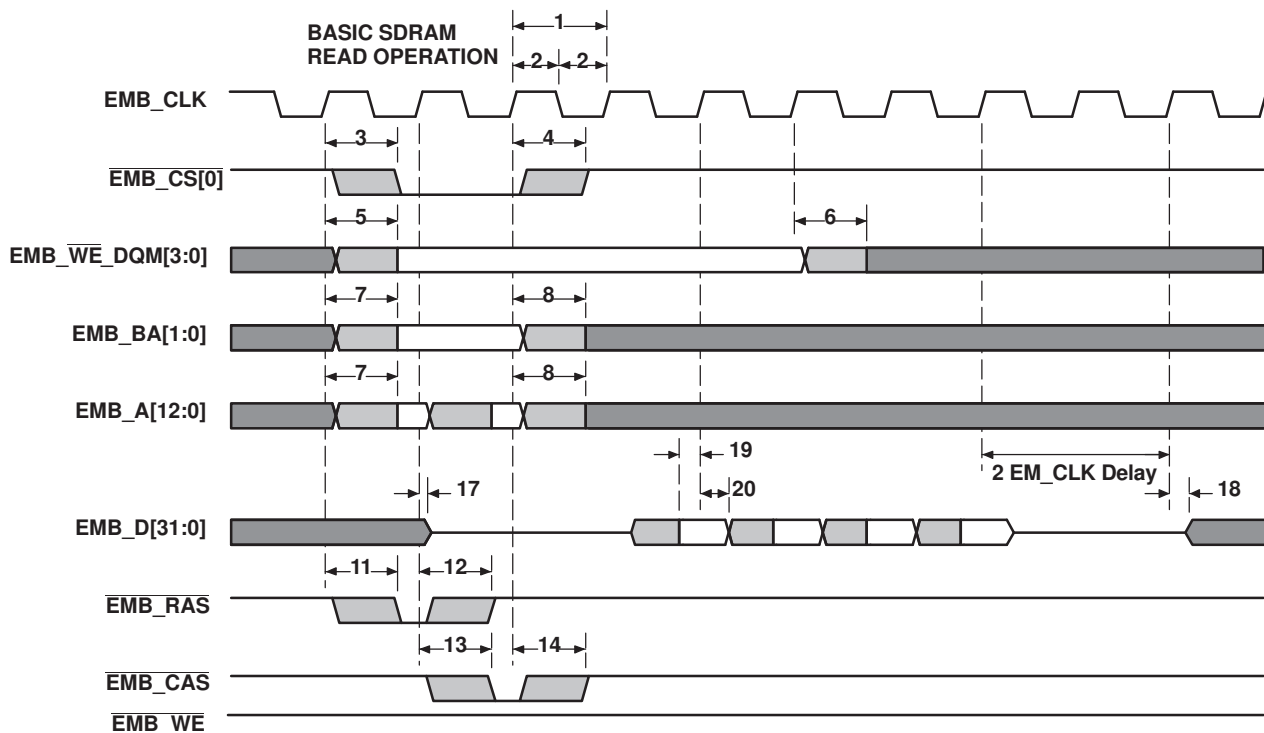 BASIC SDRAM
READ OPERATION
1
2 2
EMB_CLK
3 4
EMB_CS[0]
5 6
EMB_WE_DQM[3:0]
7 8
EMB_BA[1:0]
7 8
EMB_A[12:0]
19
2 EM_CLK Delay
17 20 18
EMB_D[31:0]
11 12
EMB_RAS
13 14
EMB_CAS
EMB_WE